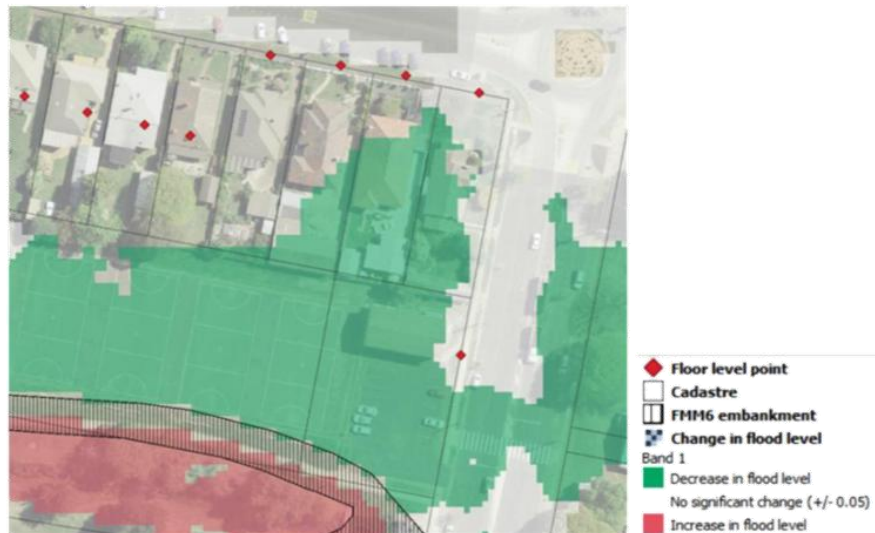 Floor level point
Cadastre
FMM6 embankment
Change in flood level
Band 1
Decrease in flood level
No significant change (+/- 0.05)
Increase in flood level